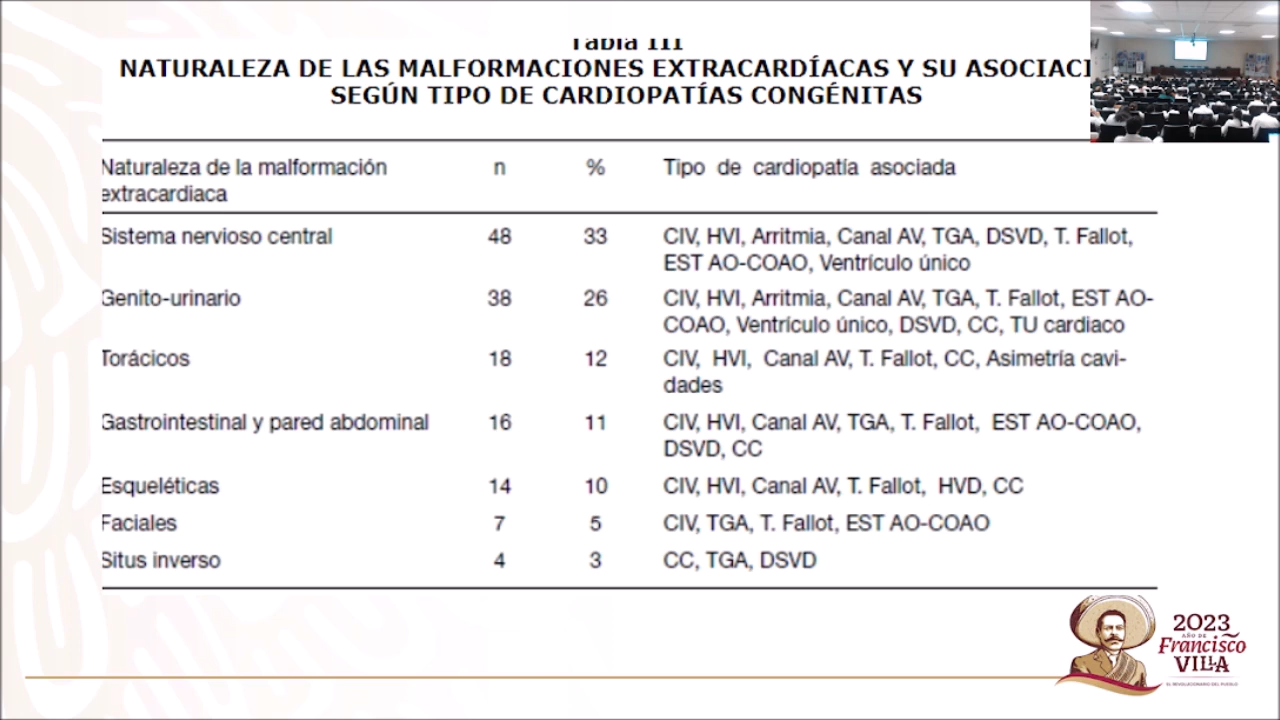 Tabla III
NATURALEZA DE LAS MALFORMACIONES EXTRACARDÍACAS Y SU ASOCIACI
SEGÚN TIPO DE CARDIOPATÍAS CONGÉNITAS
Naturaleza de la malformación extracardiaca n % Tipo de cardiopatía asociada
Sistema nervioso central 48 33 CIV, HVI, Arritmia, Canal AV, TGA, DSVD, T. Fallot,
EST AO-COAO, Ventrículo único
Genito-urinario 38 26 CIV, HVI, Arritmia, Canal AV, TGA, T. Fallot, EST AO-
COAO, Ventrículo único, DSVD, CC, TU cardiaco
Torácicos 18 12 CIV, HVI, Canal AV, T. Fallot, CC, Asimetría cavi-
dades
Gastrointestinal y pared abdominal 16 11 CIV, HVI, Canal AV, TGA, T. Fallot, EST AO-COAO,
DSVD, CC
Esqueléticas 14 10 CIV, HVI, Canal AV, T. Fallot, HVD, CC
Faciales 7 5 CIV, TGA, T. Fallot, EST AO-COAO
Situs inverso 4 3 CC, TGA, DSVD
2023
AÑO DE
Francisco
VILLA
EL REVOLUCIONARIO DEL PUEBLO